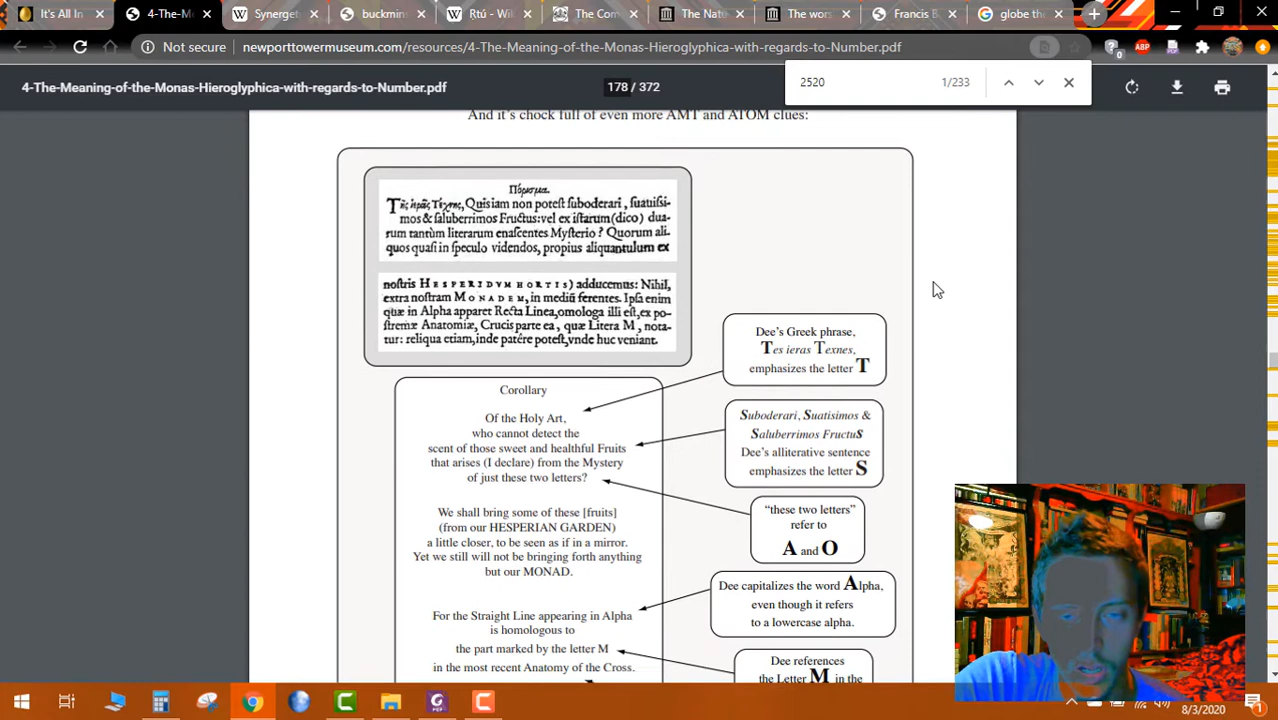 It's All In
4-The-M
Synerget
buckmin
Rtú - Wil
The Com
The Nat
The wors
Francis B
globe the
Not secure
newporttowermuseum.com/resources/4-The-Meaning-of-the-Monas-Hieroglyphica-with-regards-to-Number.pdf
0
ABP
4-The-Meaning-of-the-Monas-Hieroglyphica-with-regards-to-Number.pdf
178 / 372
2520
1/233
And it's chock full of even more AMT and ATOM clues:
Πόρισμα.
Τῆς ἱερᾶς Τέχνης, Quis iam non potest suboderari, suatissi-
mos & saluberrimos Fructus: vel ex istarum (dico) dua-
rum tantùm literarum enascentes Mysterio? Quorum ali-
quos quasi in speculo videndos, propius aliquantulum ex
nostris HESPERIDVM HORTIS) adducemus: Nihil,
extra nostram MONADEM, in mediũ ferentes. Ipsa enim
quæ in Alpha apparet Recta Linea, omologa illi est, ex po-
stremæ Anatomiæ, Crucis parte ea, quæ Litera M, nota-
tur: reliqua etiam, inde patêre potest, vnde huc veniant.
Corollary
Of the Holy Art,
who cannot detect the
scent of those sweet and healthful Fruits
that arises (I declare) from the Mystery
of just these two letters?
We shall bring some of these [fruits]
(from our HESPERIAN GARDEN)
a little closer, to be seen as if in a mirror.
Yet we still will not be bringing forth anything
but our MONAD.
For the Straight Line appearing in Alpha
is homologous to
the part marked by the letter M
in the most recent Anatomy of the Cross.
Dee's Greek phrase,
Tes ieras Texnes,
emphasizes the letter T
Suboderari, Suatisimos &
Saluberrimos Fructus
Dee's alliterative sentence
emphasizes the letter S
"these two letters"
refer to
A and O
Dee capitalizes the word Alpha,
even though it refers
to a lowercase alpha.
Dee references
the Letter M in the
8/3/2020